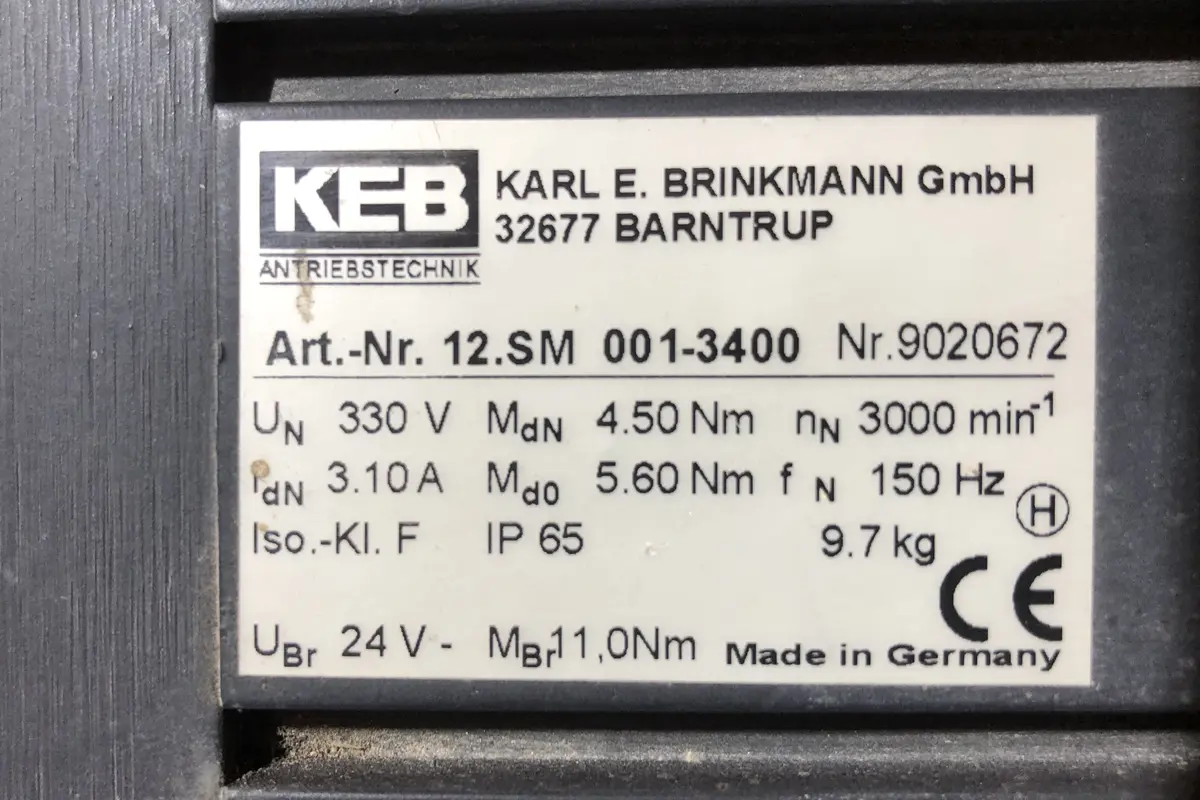 KEB KARL E. BRINKMANN GmbH
32677 BARNTRUP
ANTRIEBSTECHNIK
Art.-Nr. 12.SM 001-3400 Nr.9020672
UN 330 V MdN 4.50 Nm nN 3000 min-1
IdN 3.10 A Md0 5.60 Nm f N 150 Hz
H
Iso.-Kl. F IP 65 9.7 kg
CE
UBr 24 V - MBr11,0Nm Made in Germany